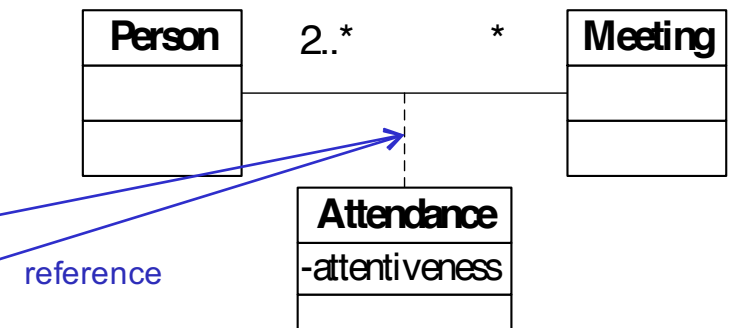 Person 2..* * Meeting
Attendance
-attentiveness
reference